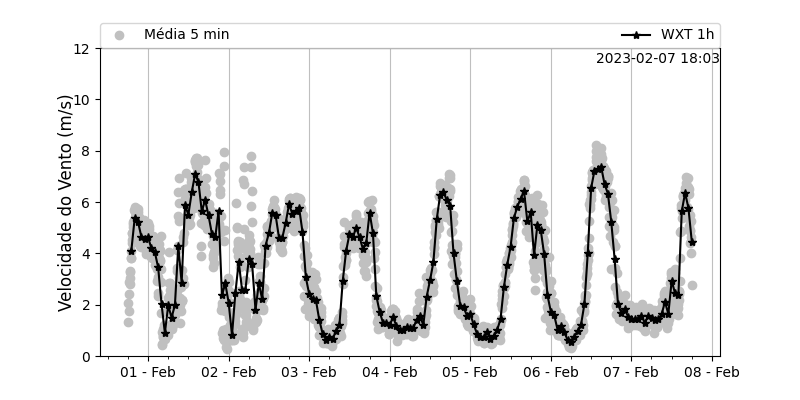 Média 5 min
WXT 1h
2023-02-07 18:03
Velocidade do Vento (m/s)
12
10
8
6
4
2
0
01 - Feb
02 - Feb
03 - Feb
04 - Feb
05 - Feb
06 - Feb
07 - Feb
08 - Feb